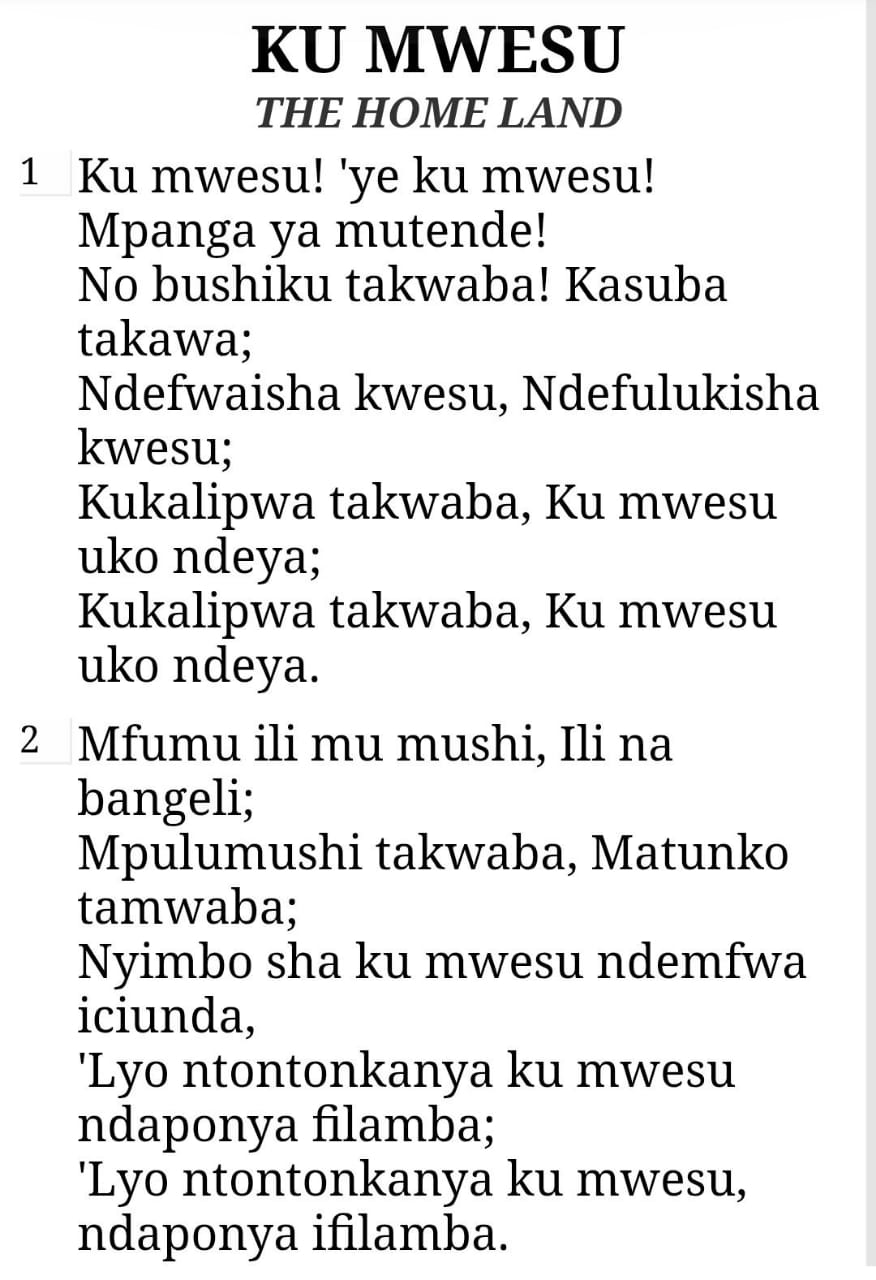 KU MWESU
THE HOME LAND
1 Ku mwesu! 'ye ku mwesu!
Mpanga ya mutende!
No bushiku takwaba! Kasuba
takawa;
Ndefwaisha kwesu, Ndefulukisha
kwesu;
Kukalipwa takwaba, Ku mwesu
uko ndeya;
Kukalipwa takwaba, Ku mwesu
uko ndeya.
2 Mfumu ili mu mushi, Ili na
bangeli;
Mpulumushi takwaba, Matunko
tamwaba;
Nyimbo sha ku mwesu ndemfwa
iciunda,
'Lyo ntontonkanya ku mwesu
ndaponya filamba;
'Lyo ntontonkanya ku mwesu,
ndaponya ifilamba.